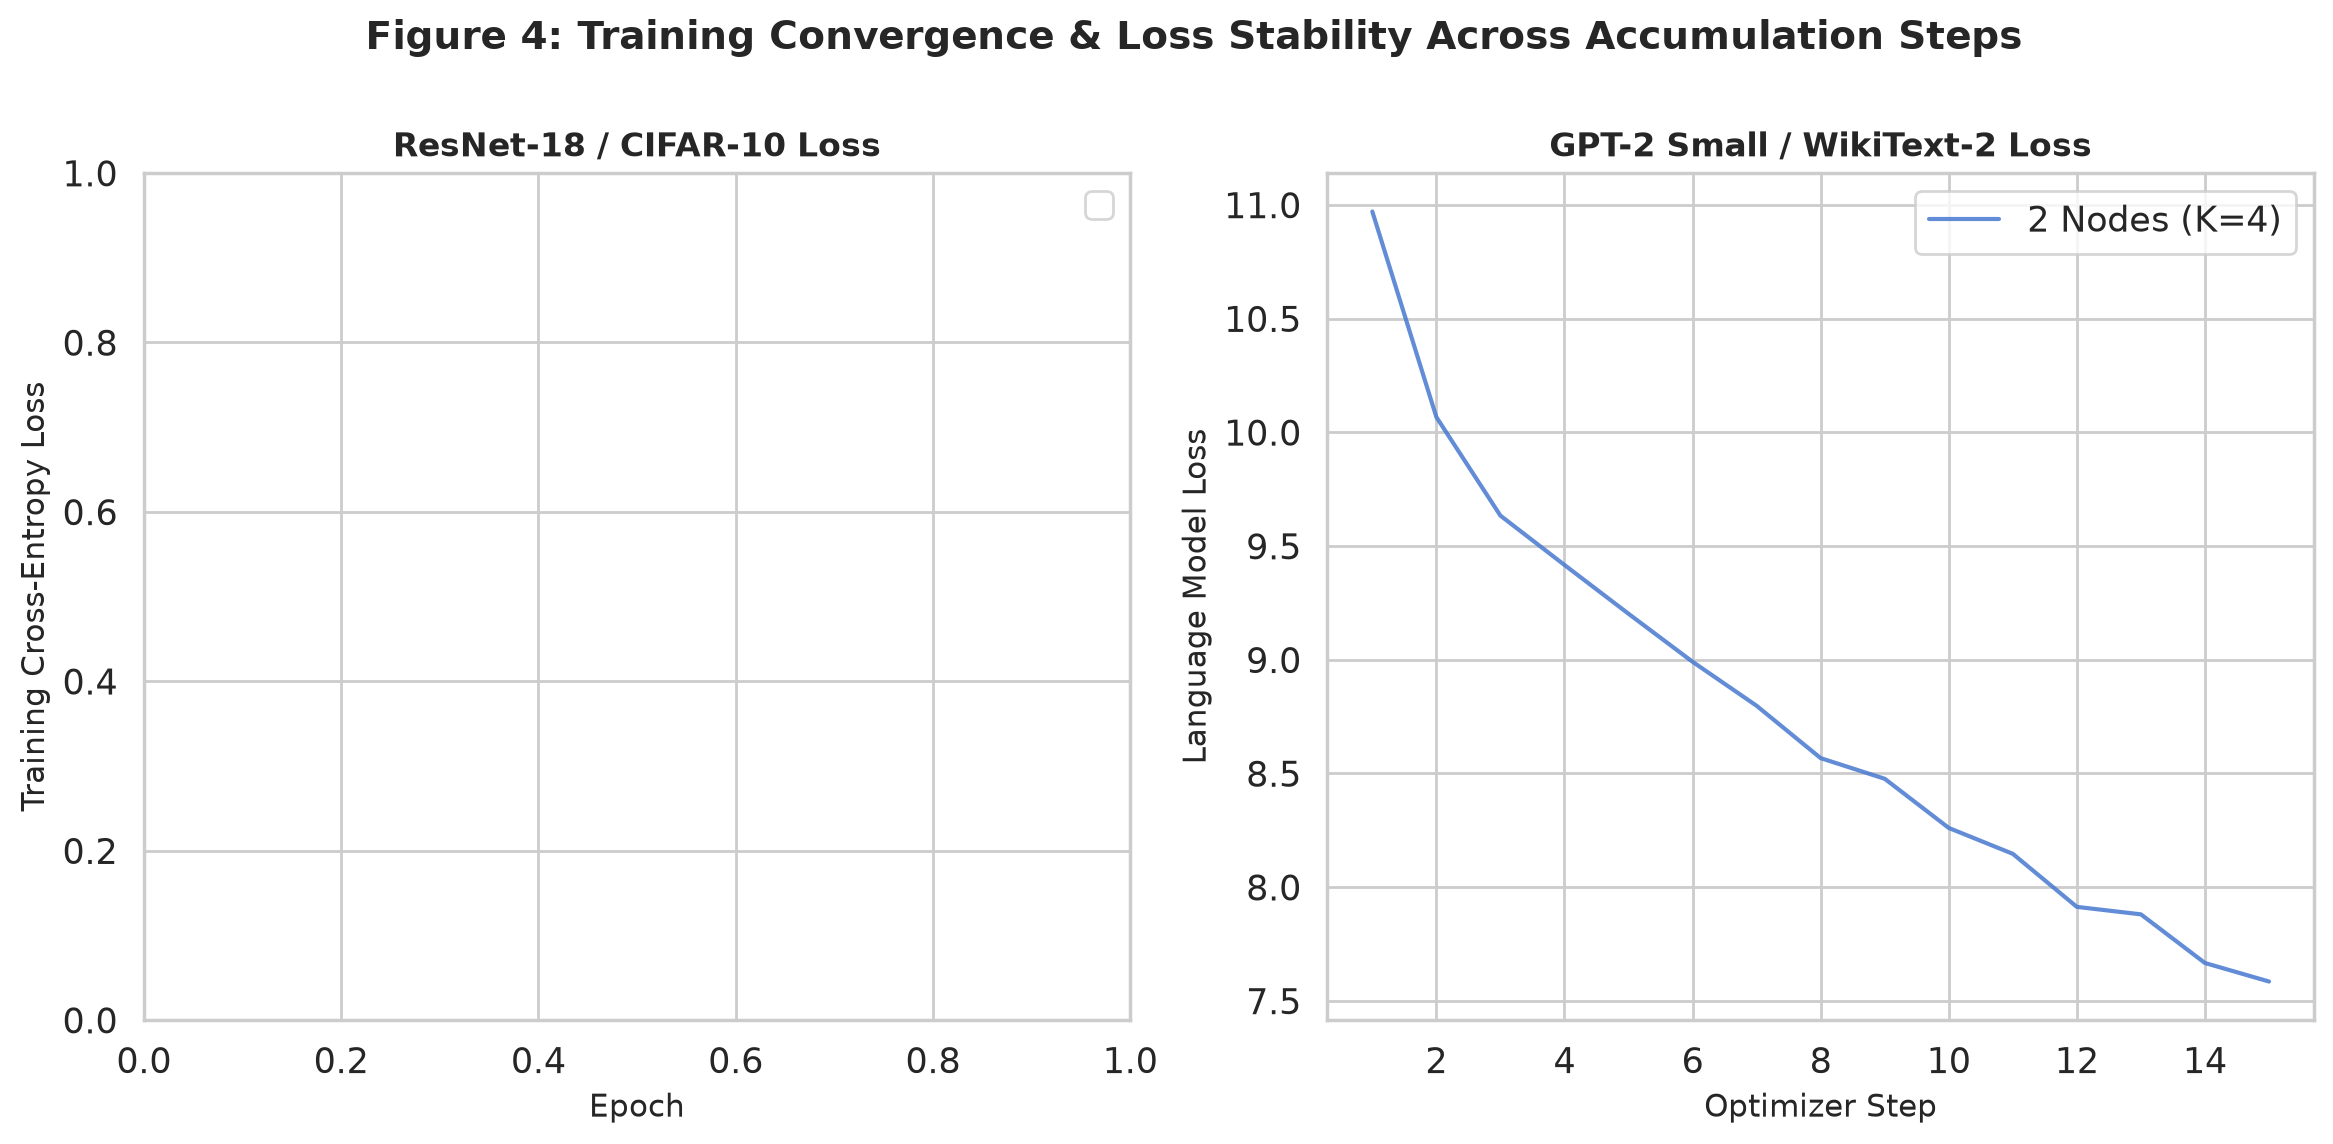 Figure 4: Training Convergence & Loss Stability Across Accumulation Steps
ResNet-18 / CIFAR-10 Loss
Training Cross-Entropy Loss
1.0
0.8
0.6
0.4
0.2
0.0
0.0 0.2 0.4 0.6 0.8 1.0
Epoch
GPT-2 Small / WikiText-2 Loss
2 Nodes (K=4)
Language Model Loss
11.0
10.5
10.0
9.5
9.0
8.5
8.0
7.5
2 4 6 8 10 12 14
Optimizer Step